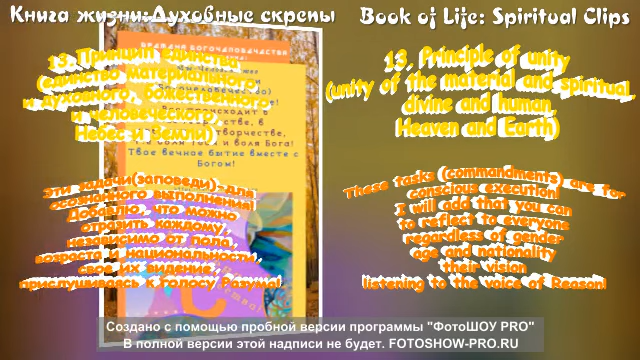 Книга жизни:Духовные скрепы
Book of Life: Spiritual Clips
13. Принцип единства
(единство материального
и духовного, божественного
и человеческого,
Небес и Земли)
13. Principle of unity
(unity of the material and spiritual,
divine and human,
Heaven and Earth)
Твое вечное бытие вместе с
Богом!
Эти задачи(заповеди)-для
осознанного выполнения!
Добавлю, что можно
отразить каждому,
независимо от пола,
возраста и национальности,
свое их видение,
прислушиваясь к голосу Разума!
These tasks (commandments) are for
conscious execution!
I will add that you can
to reflect to everyone
regardless of gender
age and nationality
their vision
listening to the voice of Reason!
Создано с помощью пробной версии программы "ФотоШОУ PRO"
В полной версии этой надписи не будет. FOTOSHOW-PRO.RU